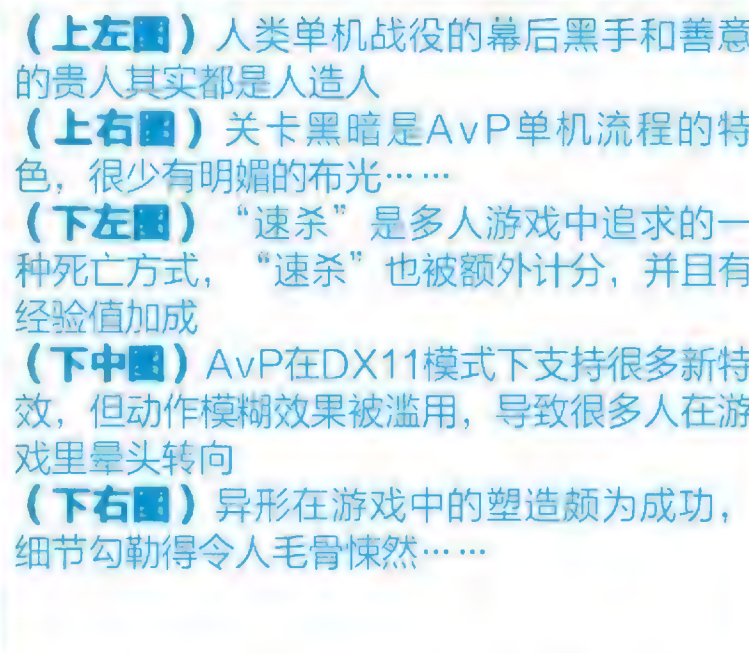 （上左图）人类单机战役的幕后黑手和善意
的贵人其实都是人造人
（上右图）关卡黑暗是AvP单机流程的特
色，很少有明媚的布光……
（下左图）“速杀”是多人游戏中追求的一
种死亡方式，“速杀”也被额外计分，并且有
经验值加成
（下中图）AvP在DX11模式下支持很多新特
效，但动作模糊效果被滥用，导致很多人在游
戏里晕头转向
（下右图）异形在游戏中的塑造颇为成功，
细节勾勒得令人毛骨悚然……